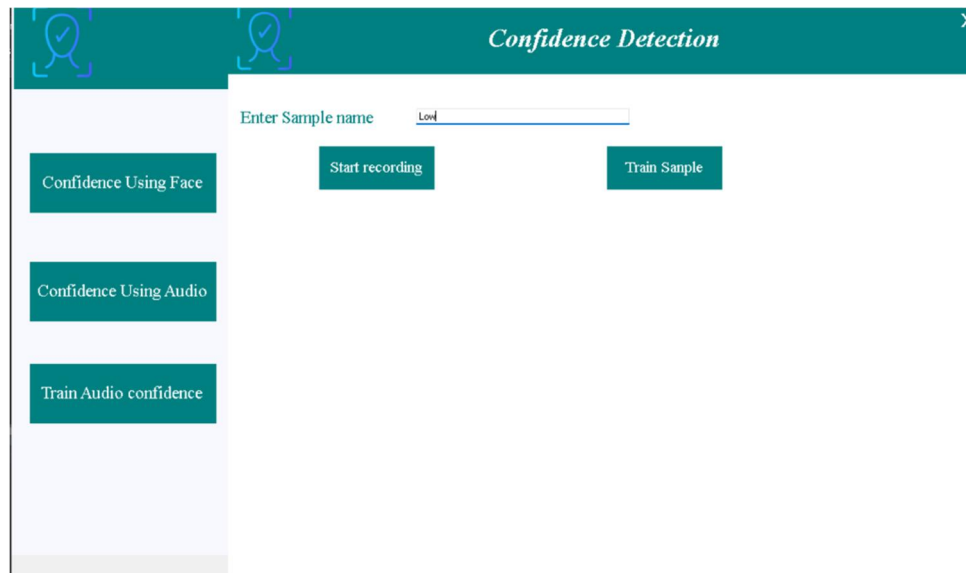 Confidence Detection
X
Enter Sample name
Low
Start recording
Train Sanple
Confidence Using Face
Confidence Using Audio
Train Audio confidence